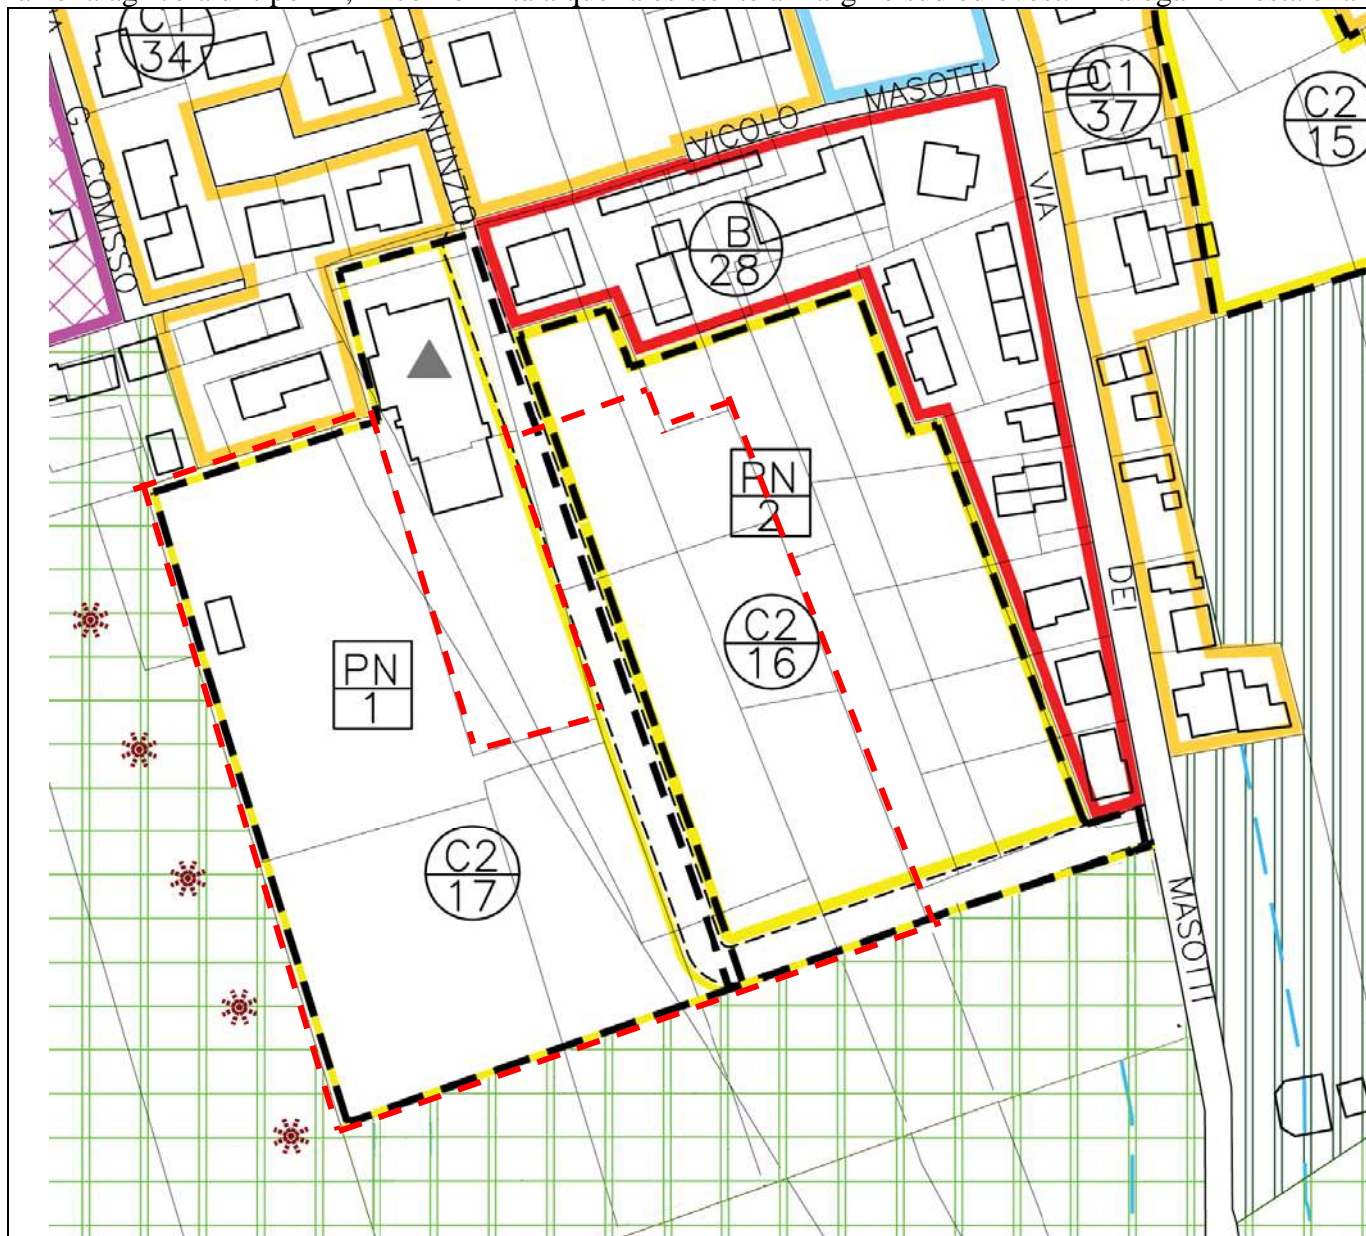 C1
34
D'ANNUNZIO
G. COMISSO
VICOLO MASOTTI
C1
37
C2
15
B
28
VIA DEI MASOTTI
PN
2
C2
16
PN
1
C2
17